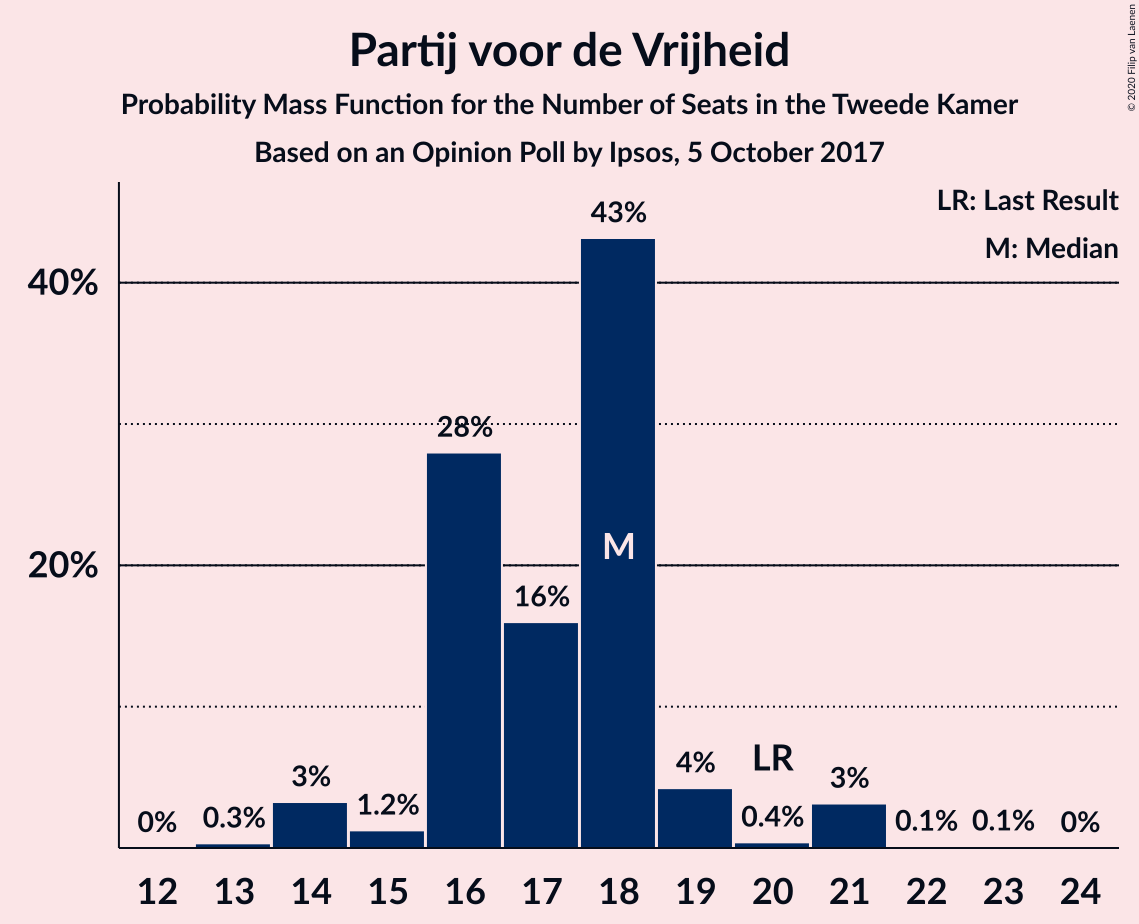 Partij voor de Vrijheid
Probability Mass Function for the Number of Seats in the Tweede Kamer
Based on an Opinion Poll by Ipsos, 5 October 2017
© 2020 Filip van Laenen
LR: Last Result
M: Median
40%
20%
0%
0.3%
3%
1.2%
28%
16%
43%
M
4%
LR
0.4%
3%
0.1%
0.1%
0%
12 13 14 15 16 17 18 19 20 21 22 23 24